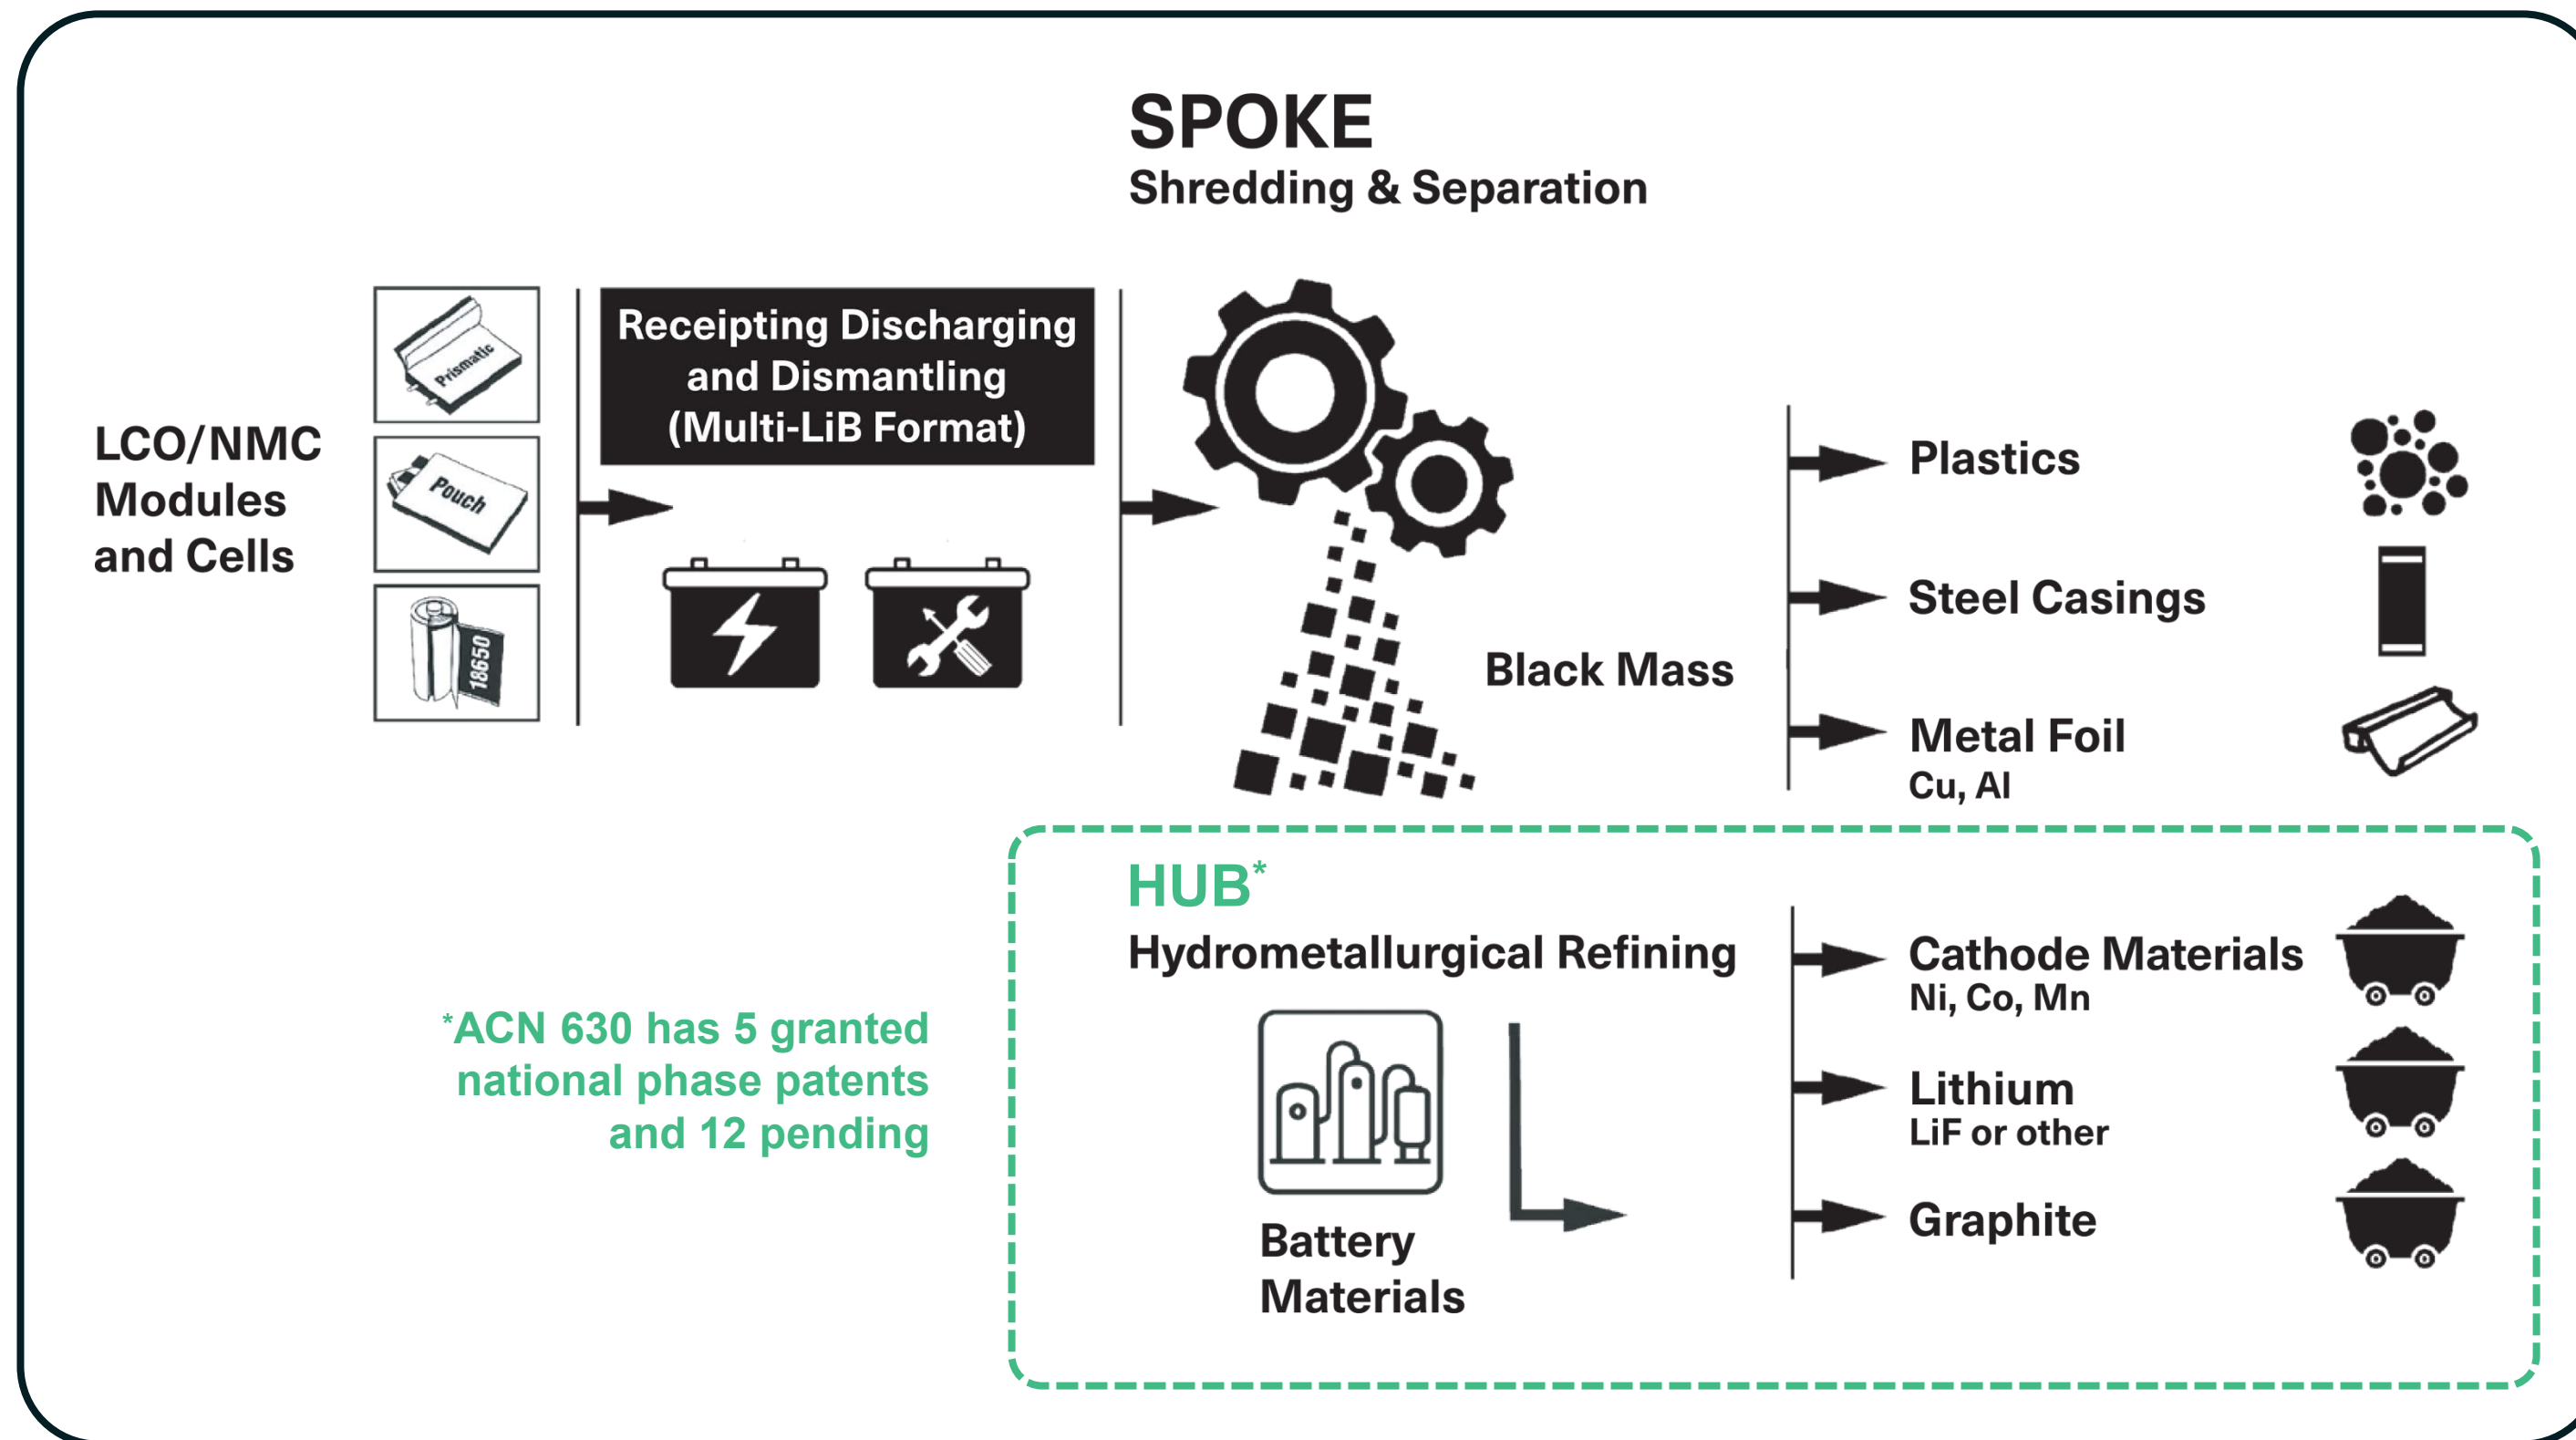 SPOKE
Shredding & Separation
LCO/NMC
Modules
and Cells
Prismatic
Pouch
18650
Receipting Discharging
and Dismantling
(Multi-LiB Format)
Black Mass
Plastics
Steel Casings
Metal Foil
Cu, Al
HUB*
Hydrometallurgical Refining
Battery
Materials
Cathode Materials
Ni, Co, Mn
Lithium
LiF or other
Graphite
*ACN 630 has 5 granted
national phase patents
and 12 pending